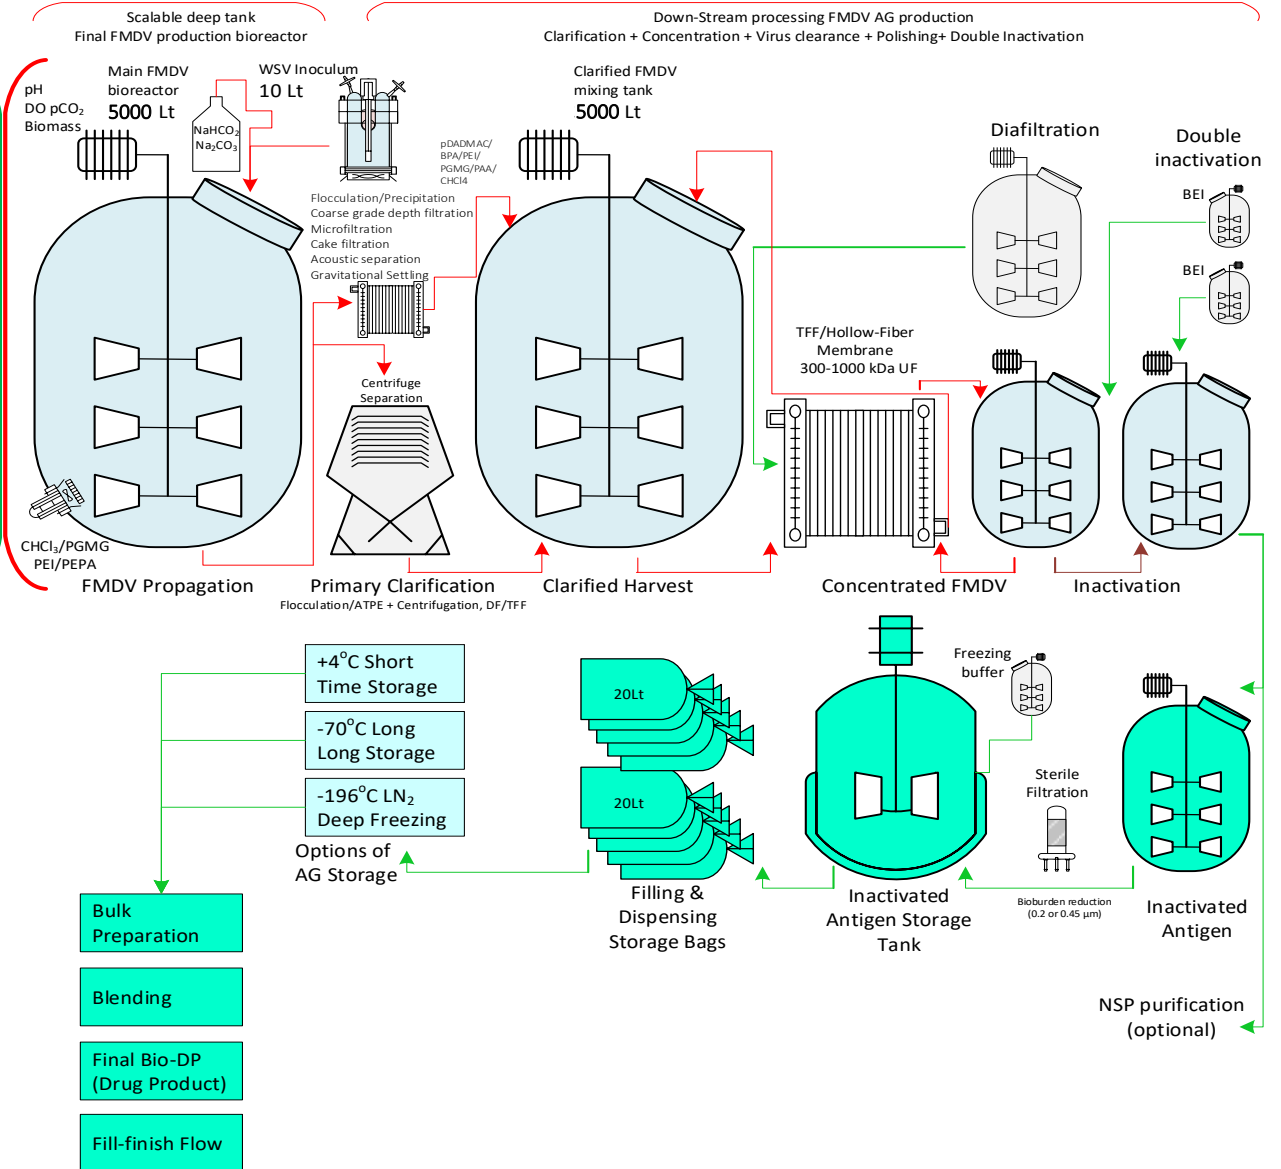 Scalable deep tank
Final FMDV production bioreactor
Down-Stream processing FMDV AG production
Clarification + Concentration + Virus clearance + Polishing+ Double Inactivation
pH
DO pCO₂
Biomass
Main FMDV
bioreactor
5000 Lt
WSV Inoculum
10 Lt
NaHCO₂
Na₂CO₃
Clarified FMDV
mixing tank
5000 Lt
pDADMAC/
BPA/PEI/
PGMG/PAA/
CHCl4
Flocculation/Precipitation
Coarse grade depth filtration
Microfiltration
Cake filtration
Acoustic separation
Gravitational Settling
Diafiltration
Double
inactivation
BEI
BEI
TFF/Hollow-Fiber
Membrane
300-1000 kDa UF
Centrifuge
Separation
CHCl₃/PGMG
PEI/PEPA
FMDV Propagation
Primary Clarification
Flocculation/ATPE + Centrifugation, DF/TFF
Clarified Harvest
Concentrated FMDV
Inactivation
+4°C Short
Time Storage
-70°C Long
Long Storage
-196°C LN₂
Deep Freezing
Options of
AG Storage
20Lt
20Lt
Filling &
Dispensing
Storage Bags
Inactivated
Antigen Storage
Tank
Freezing
buffer
Sterile
Filtration
Bioburden reduction
(0.2 or 0.45 µm)
Inactivated
Antigen
NSP purification
(optional)
Bulk
Preparation
Blending
Final Bio-DP
(Drug Product)
Fill-finish Flow